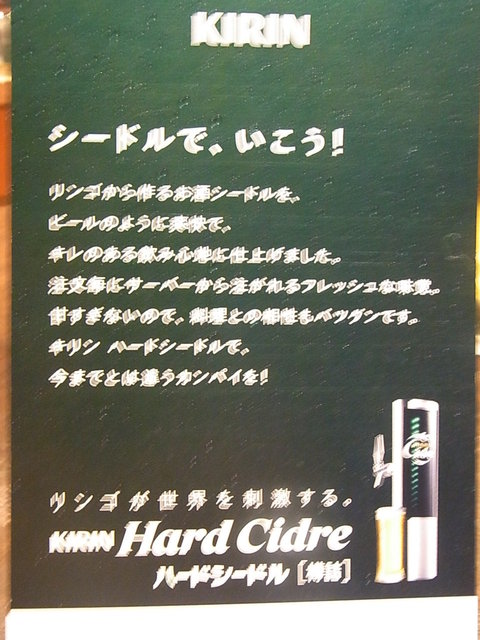 KIRIN
シードルで、いこう!
リンゴから作るお酒シードルを、
ビールのように爽快で、
キレのある飲み心地に仕上げました。
注文毎にサーバーから注がれるフレッシュな味覚。
甘すぎないので、料理との相性もバツグンです。
キリン ハードシードルで、
今までとは違うカンパイを!
リンゴが世界を刺激する。
KIRIN Hard Cidre
ハードシードル [樽詰]